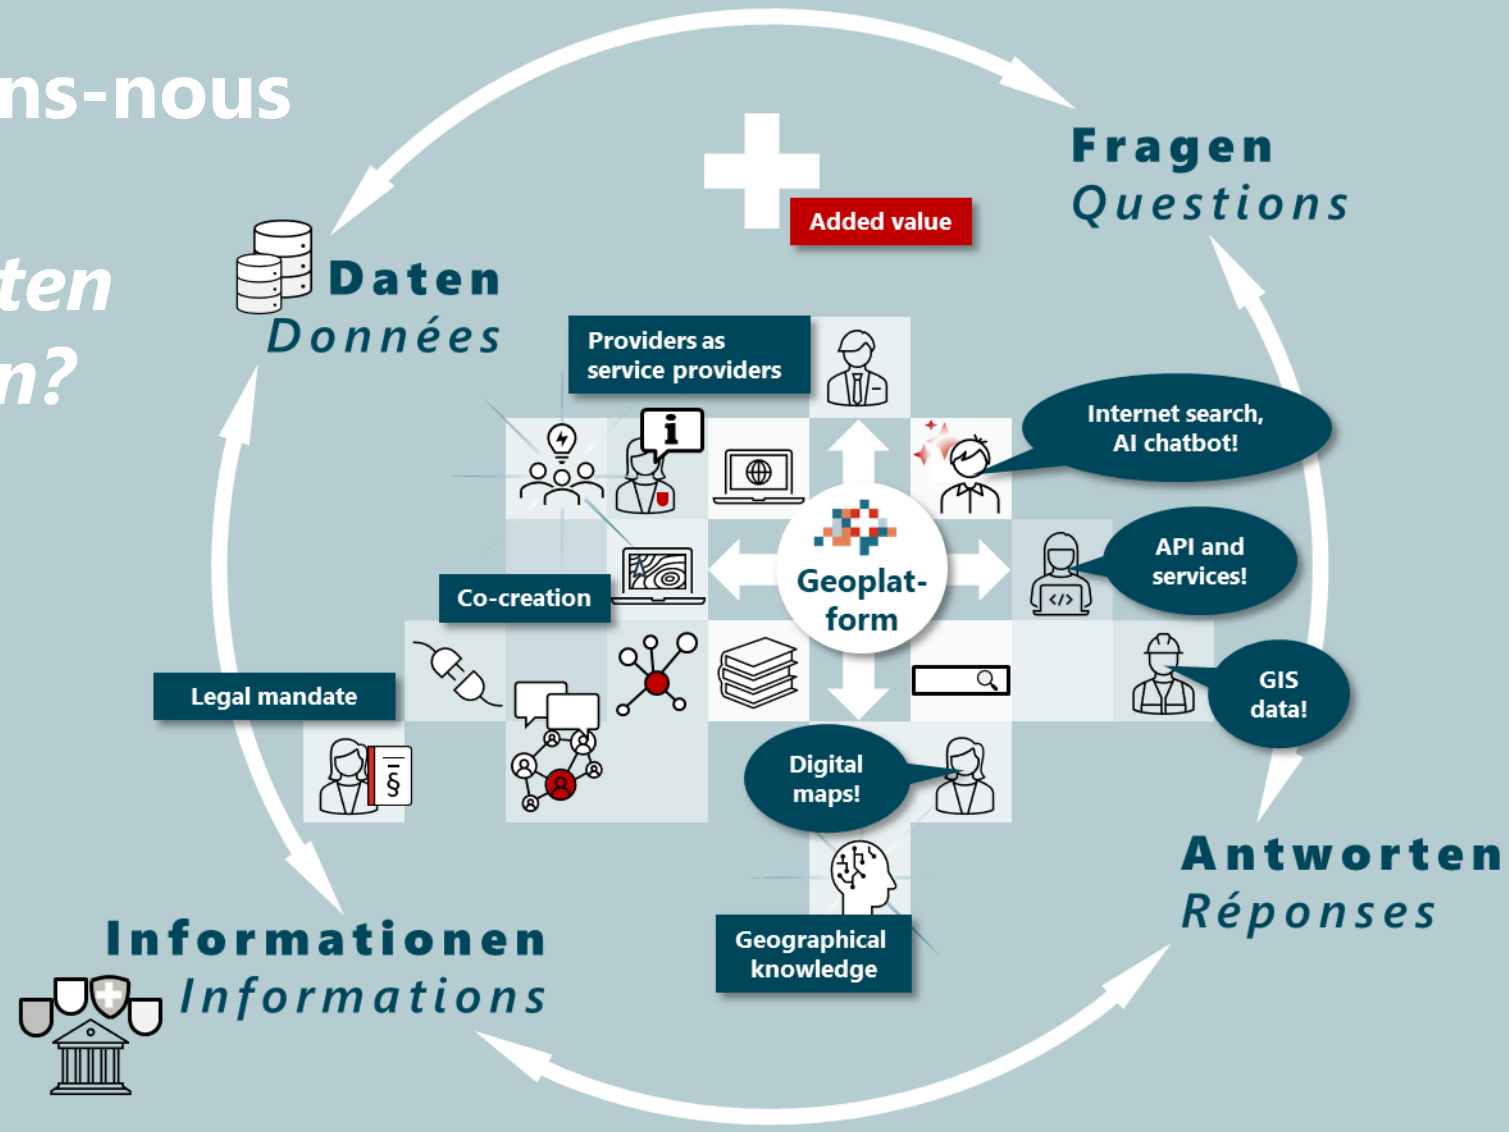 ns-nous
ten
n?
Fragen
Questions
Added value
Daten
Données
Providers as
service providers
i
Internet search,
AI chatbot!
API and
services!
Geoplat-
form
Co-creation
</>
Legal mandate
GIS
data!
§
Digital
maps!
Antworten
Réponses
Informationen
Informations
Geographical
knowledge